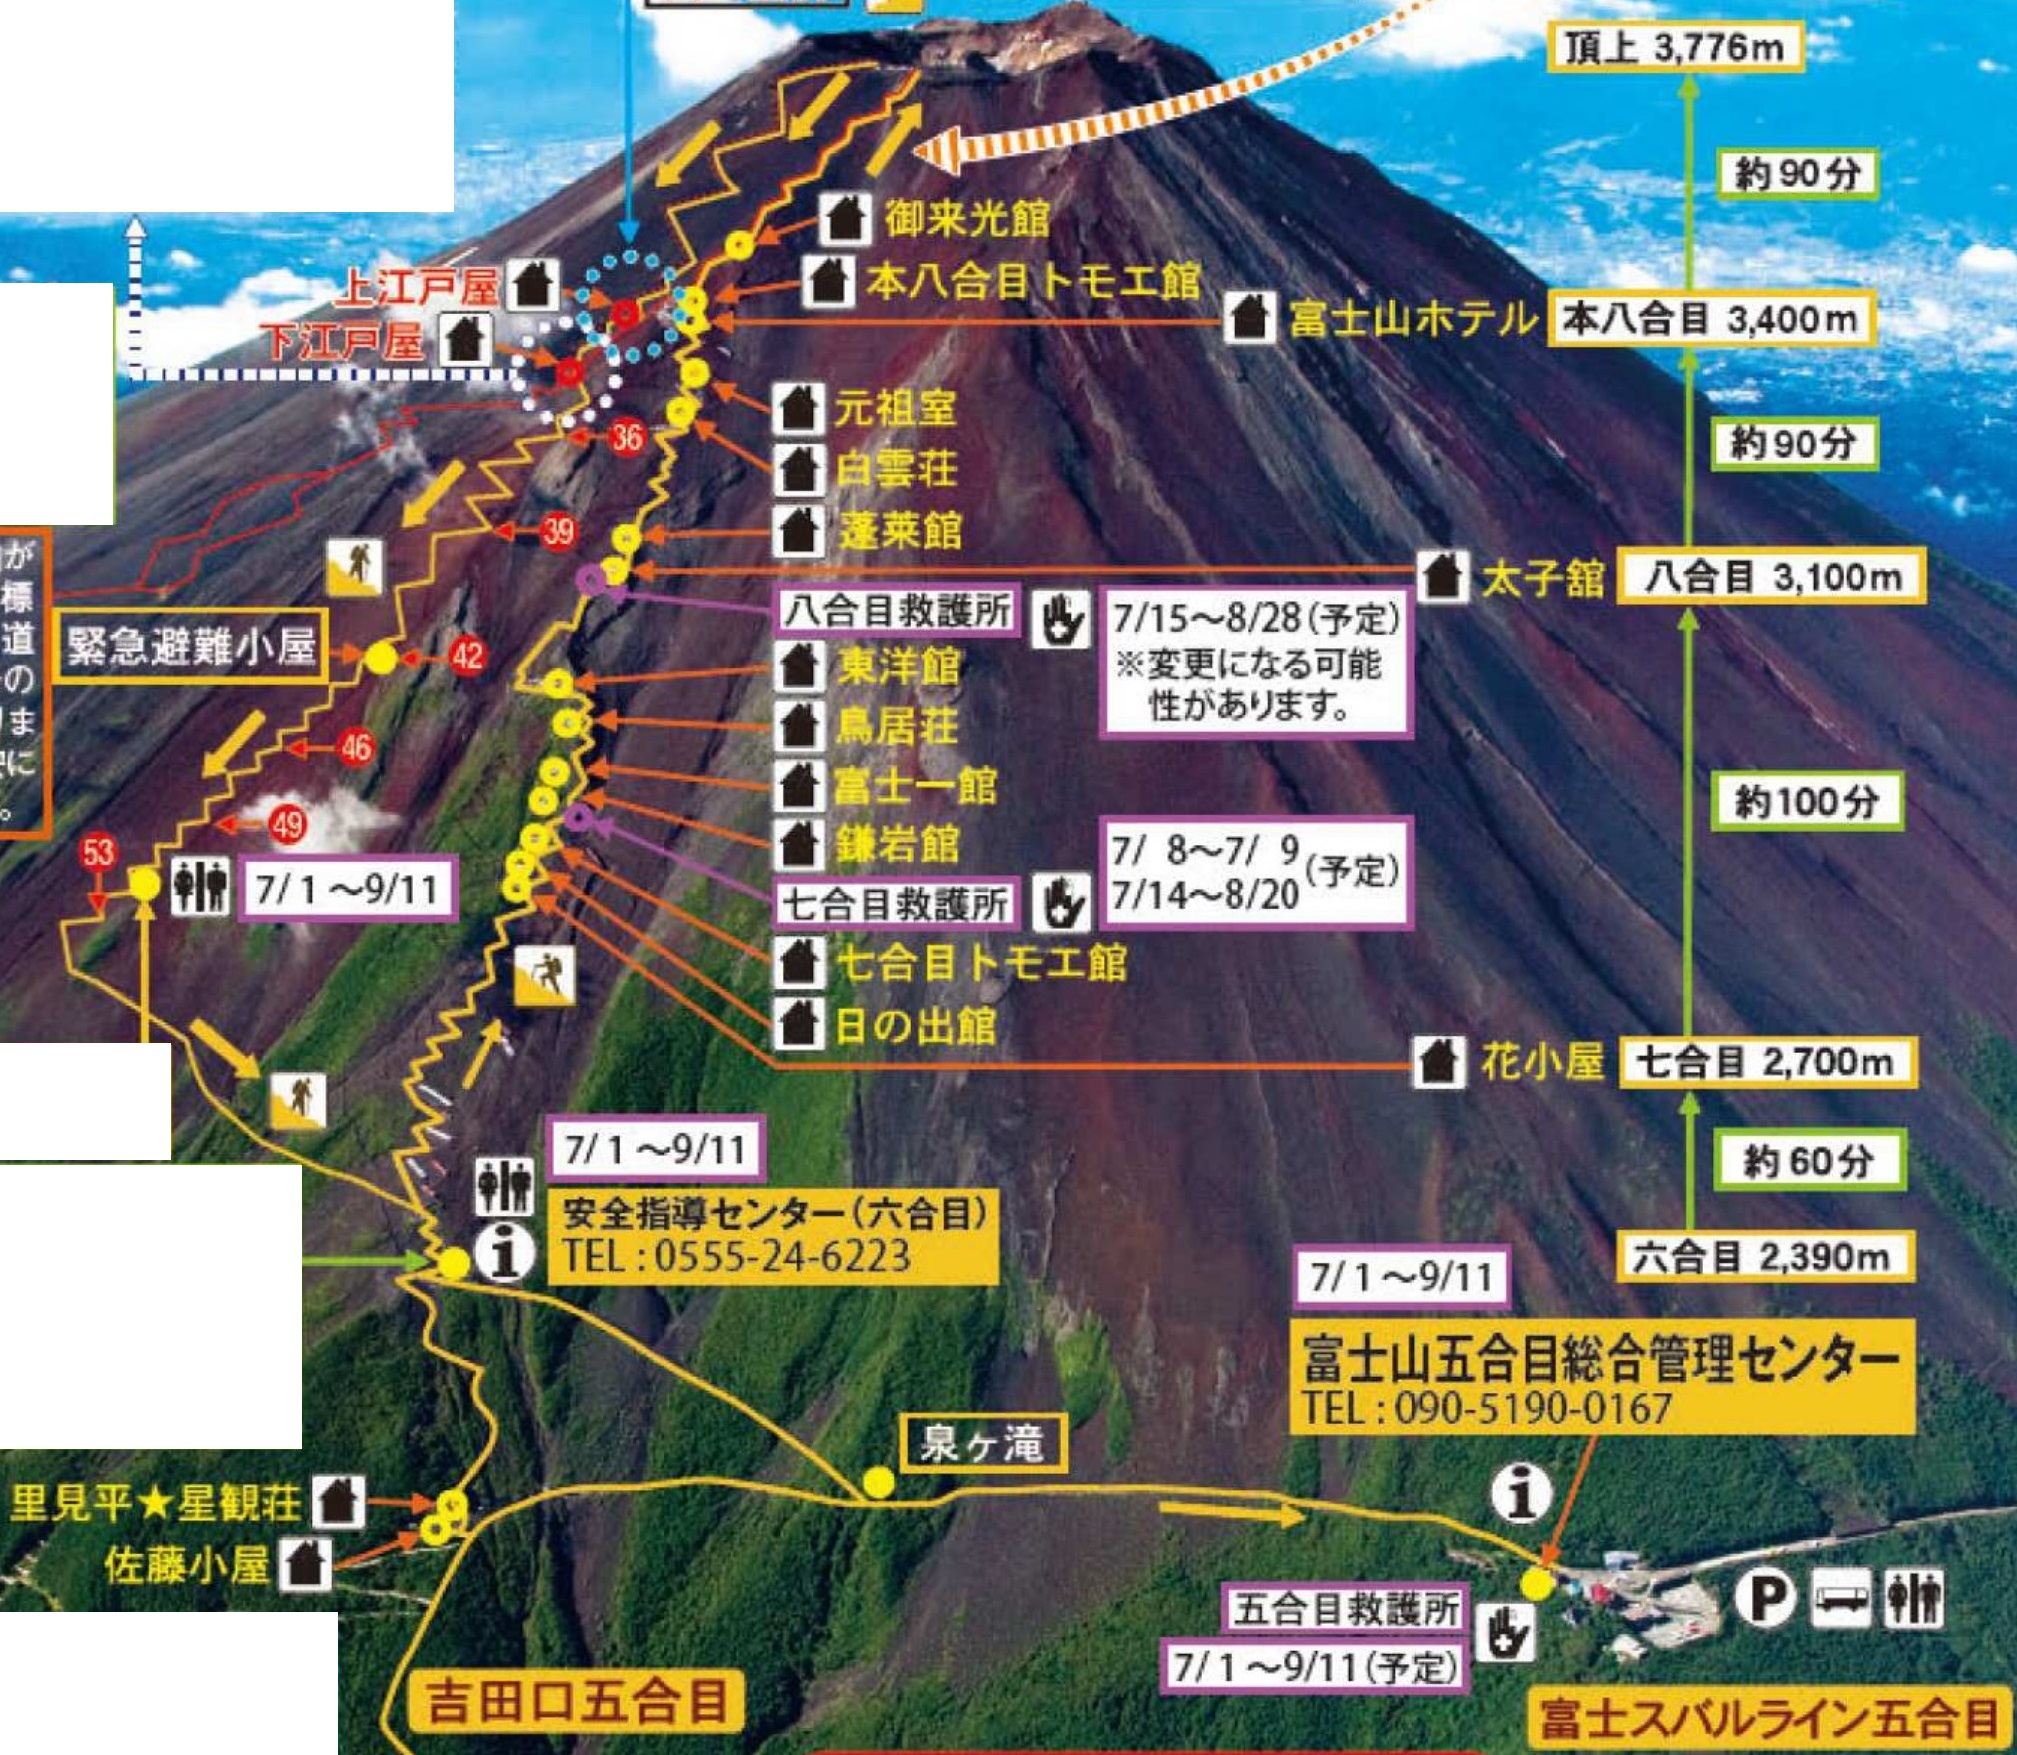 頂上 3,776m
約90分
御来光館
上江戸屋
本八合目トモエ館
下江戸屋
富士山ホテル
本八合目 3,400m
元祖室
36
約90分
白雲荘
39
蓬莱館
が
標
道
の
ま
に
。
太子舘
八合目 3,100m
八合目救護所
7/15～8/28(予定)
※変更になる可能
性があります。
緊急避難小屋
42
東洋館
鳥居荘
46
富士一館
約100分
49
鎌岩館
53
7/ 1 ～9/11
7/ 8～7/ 9
7/14～8/20
(予定)
七合目救護所
七合目トモエ館
日の出館
花小屋
七合目 2,700m
7/ 1 ～9/11
約60分
安全指導センター(六合目)
TEL : 0555-24-6223
六合目 2,390m
7/ 1 ～9/11
富士山五合目総合管理センター
TEL : 090-5190-0167
泉ヶ滝
里見平★星観荘
佐藤小屋
P
五合目救護所
7/ 1 ～9/11(予定)
吉田口五合目
富士スバルライン五合目